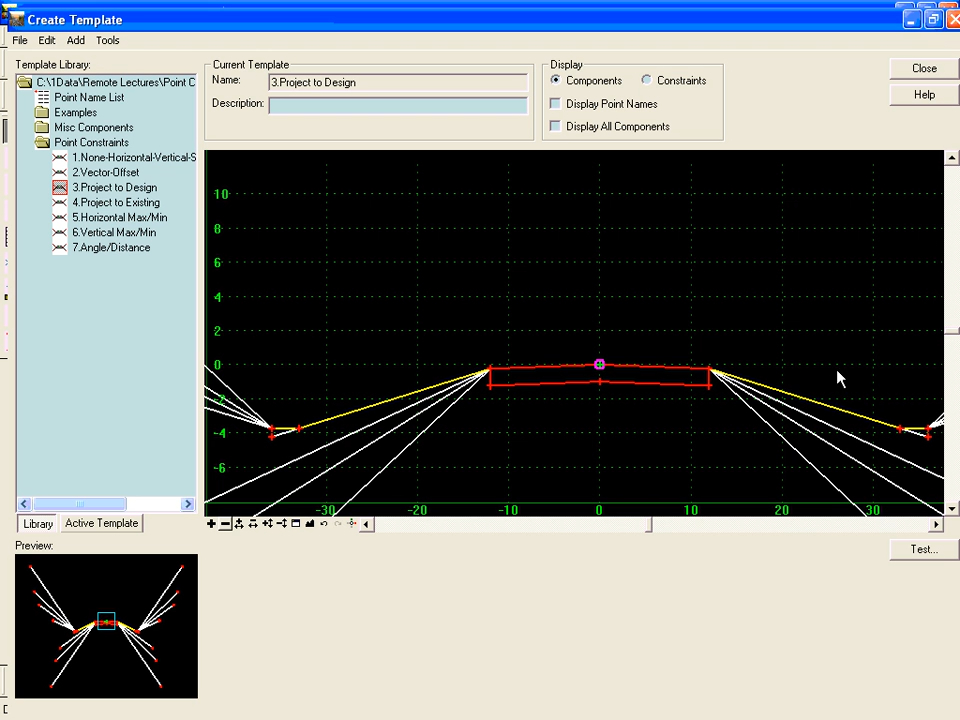 Create Template
File Edit Add Tools
Template Library:
C:\1Data\Remote Lectures\Point C
Point Name List
Examples
Misc Components
Point Constraints
1.None-Horizontal-Vertical-S
2.Vector-Offset
3.Project to Design
4.Project to Existing
5.Horizontal Max/Min
6.Vertical Max/Min
7.Angle/Distance
Library Active Template
Preview:
Current Template
Name: 3.Project to Design
Description:
Display
Components Constraints
Display Point Names
Display All Components
Close
Help
10
8
6
4
2
0
-2
-4
-6
-30 -20 -10 0 10 20 30
Test...